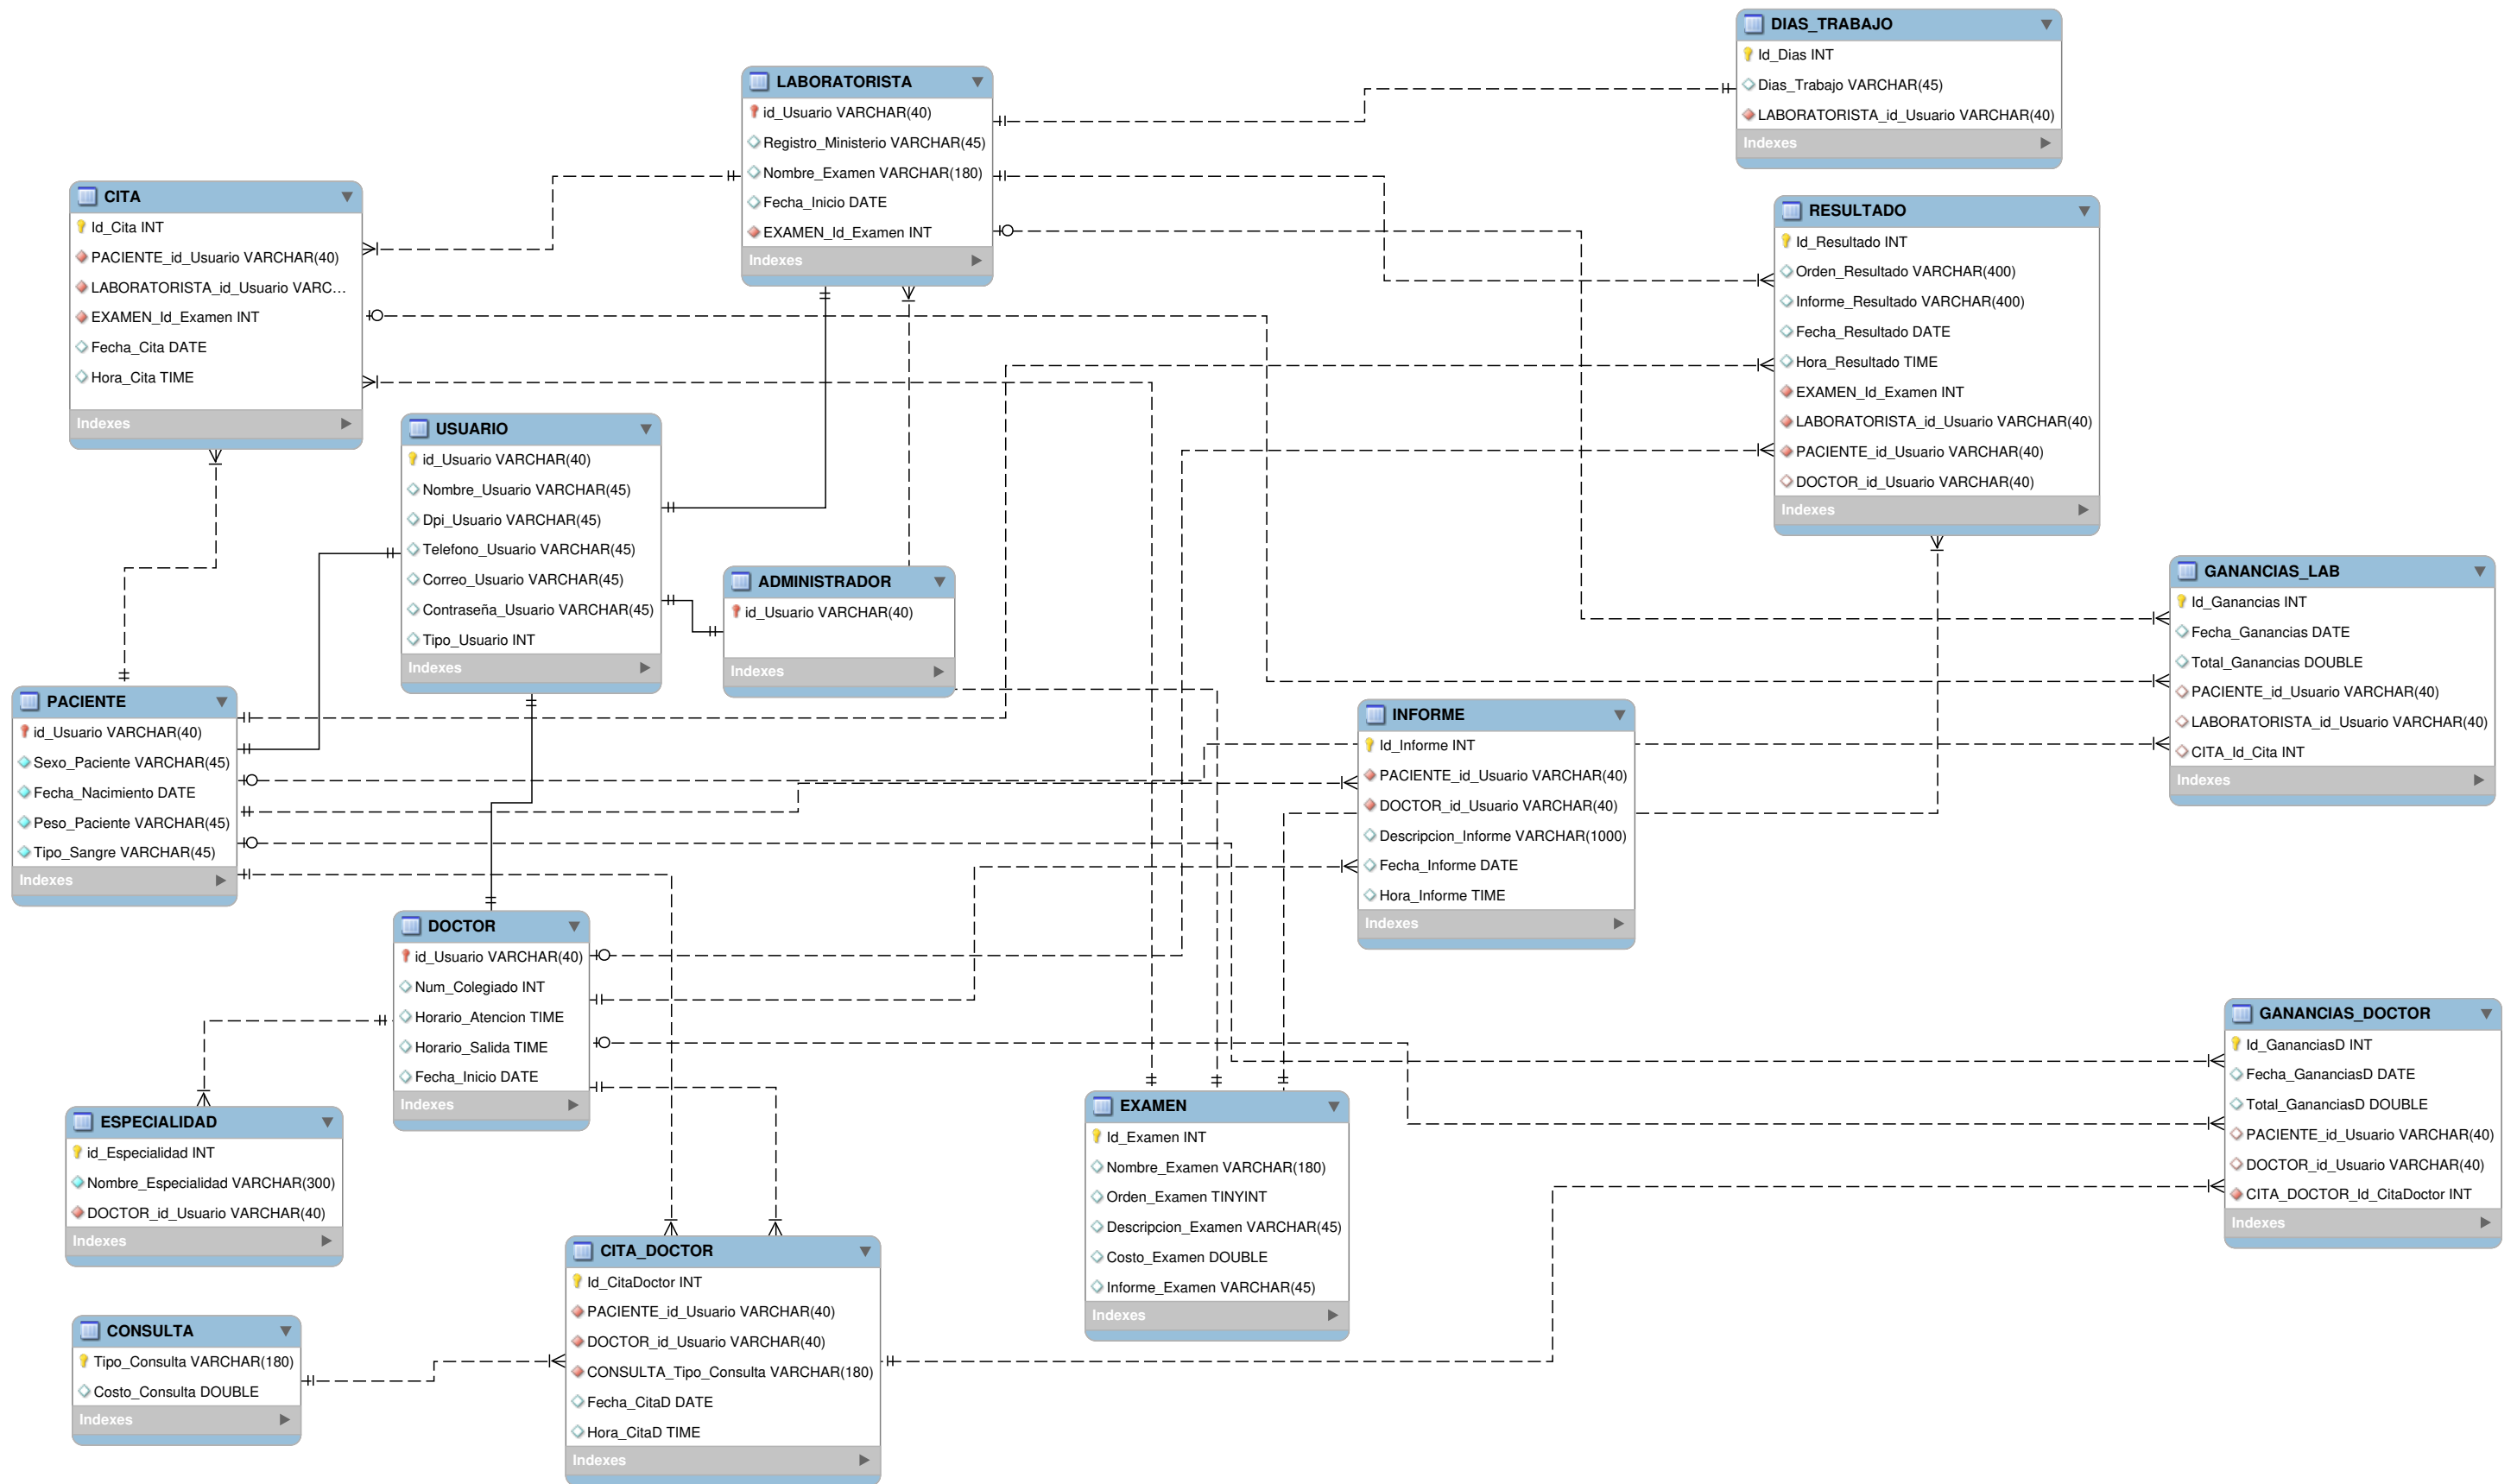 DIAS_TRABAJO
Id_Dias INT
Dias_Trabajo VARCHAR(45)
LABORATORISTA_id_Usuario VARCHAR(40)
Indexes
LABORATORISTA
id_Usuario VARCHAR(40)
Registro_Ministerio VARCHAR(45)
Nombre_Examen VARCHAR(180)
Fecha_Inicio DATE
EXAMEN_Id_Examen INT
Indexes
CITA
Id_Cita INT
PACIENTE_id_Usuario VARCHAR(40)
LABORATORISTA_id_Usuario VARC...
EXAMEN_Id_Examen INT
Fecha_Cita DATE
Hora_Cita TIME
Indexes
RESULTADO
Id_Resultado INT
Orden_Resultado VARCHAR(400)
Informe_Resultado VARCHAR(400)
Fecha_Resultado DATE
Hora_Resultado TIME
EXAMEN_Id_Examen INT
LABORATORISTA_id_Usuario VARCHAR(40)
PACIENTE_id_Usuario VARCHAR(40)
DOCTOR_id_Usuario VARCHAR(40)
Indexes
USUARIO
id_Usuario VARCHAR(40)
Nombre_Usuario VARCHAR(45)
Dpi_Usuario VARCHAR(45)
Telefono_Usuario VARCHAR(45)
Correo_Usuario VARCHAR(45)
Contraseña_Usuario VARCHAR(45)
Tipo_Usuario INT
Indexes
ADMINISTRADOR
id_Usuario VARCHAR(40)
Indexes
GANANCIAS_LAB
Id_Ganancias INT
Fecha_Ganancias DATE
Total_Ganancias DOUBLE
PACIENTE_id_Usuario VARCHAR(40)
LABORATORISTA_id_Usuario VARCHAR(40)
CITA_Id_Cita INT
Indexes
PACIENTE
id_Usuario VARCHAR(40)
Sexo_Paciente VARCHAR(45)
Fecha_Nacimiento DATE
Peso_Paciente VARCHAR(45)
Tipo_Sangre VARCHAR(45)
Indexes
INFORME
Id_Informe INT
PACIENTE_id_Usuario VARCHAR(40)
DOCTOR_id_Usuario VARCHAR(40)
Descripcion_Informe VARCHAR(1000)
Fecha_Informe DATE
Hora_Informe TIME
Indexes
DOCTOR
id_Usuario VARCHAR(40)
Num_Colegiado INT
Horario_Atencion TIME
Horario_Salida TIME
Fecha_Inicio DATE
Indexes
GANANCIAS_DOCTOR
Id_GananciasD INT
Fecha_GananciasD DATE
Total_GananciasD DOUBLE
PACIENTE_id_Usuario VARCHAR(40)
DOCTOR_id_Usuario VARCHAR(40)
CITA_DOCTOR_Id_CitaDoctor INT
Indexes
EXAMEN
Id_Examen INT
Nombre_Examen VARCHAR(180)
Orden_Examen TINYINT
Descripcion_Examen VARCHAR(45)
Costo_Examen DOUBLE
Informe_Examen VARCHAR(45)
Indexes
ESPECIALIDAD
id_Especialidad INT
Nombre_Especialidad VARCHAR(300)
DOCTOR_id_Usuario VARCHAR(40)
Indexes
CITA_DOCTOR
Id_CitaDoctor INT
PACIENTE_id_Usuario VARCHAR(40)
DOCTOR_id_Usuario VARCHAR(40)
CONSULTA_Tipo_Consulta VARCHAR(180)
Fecha_CitaD DATE
Hora_CitaD TIME
Indexes
CONSULTA
Tipo_Consulta VARCHAR(180)
Costo_Consulta DOUBLE
Indexes